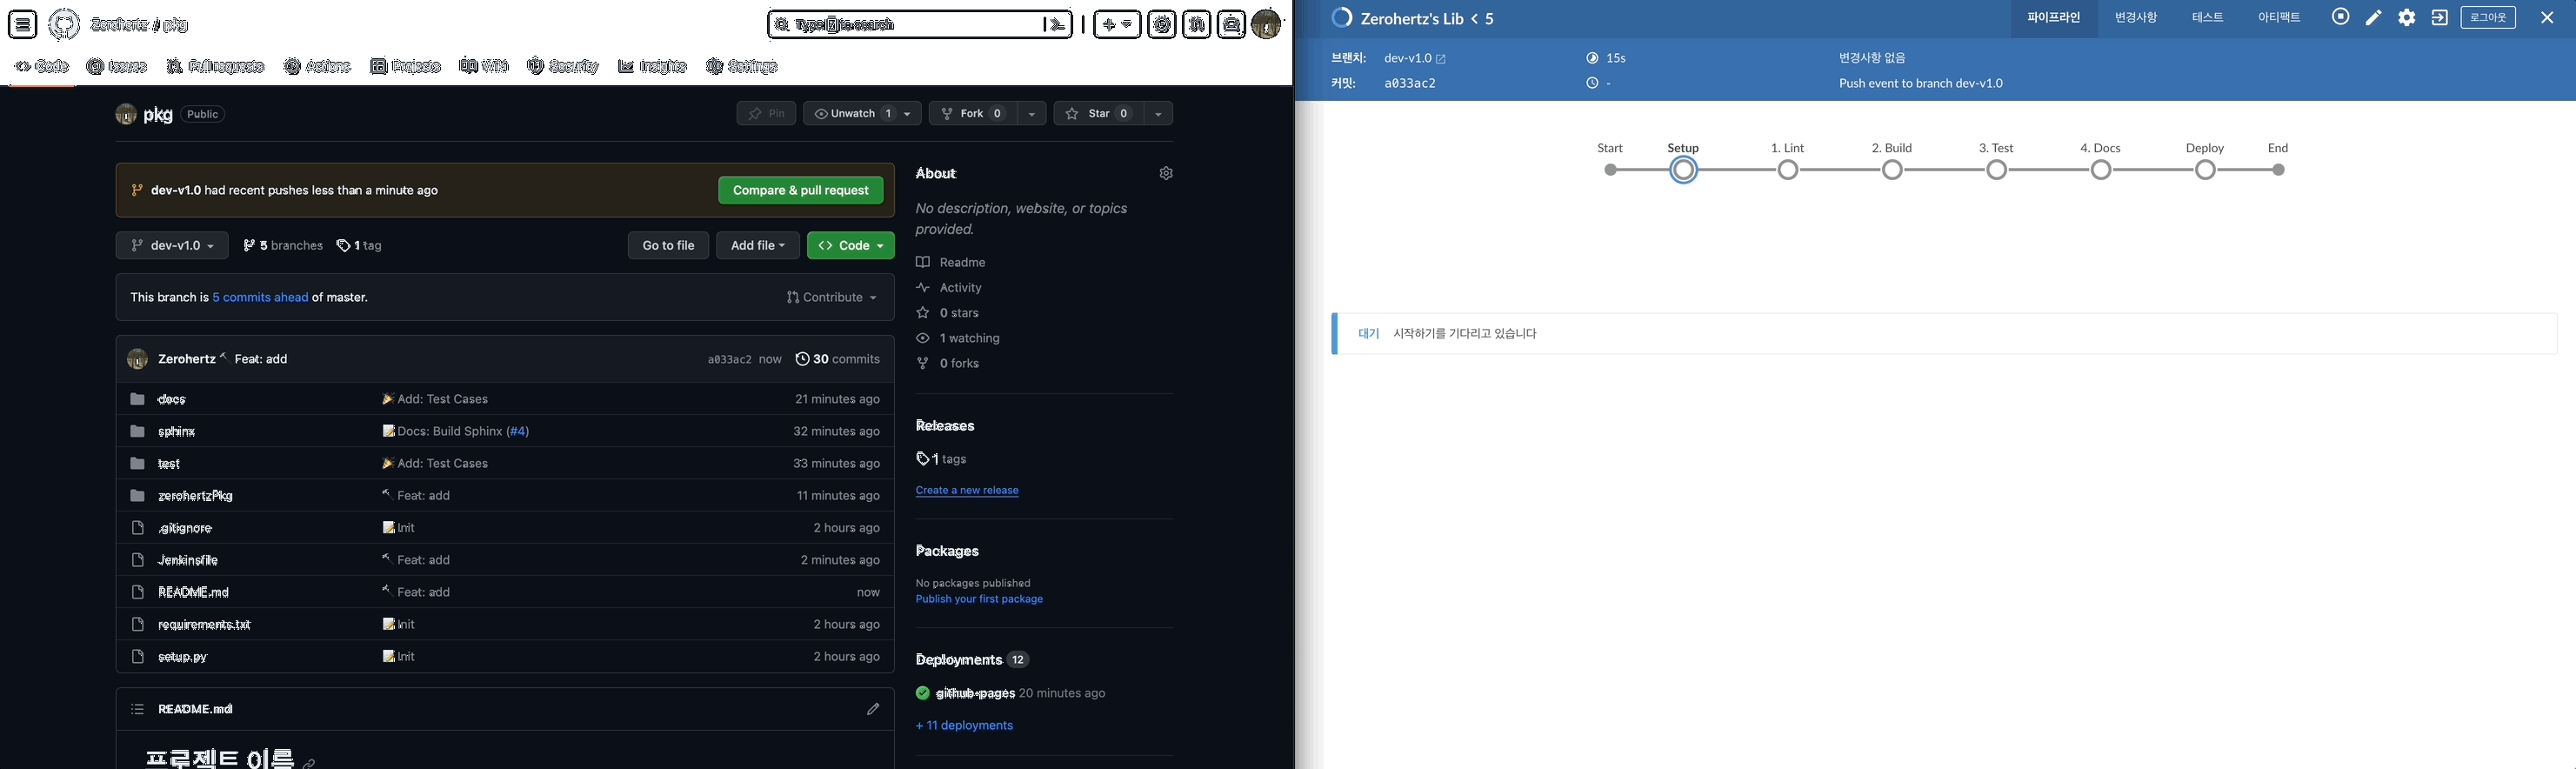 Zerohertz / pkg
Type / to search
Code Issues Pull requests Actions Projects Wiki Security Insights Settings
pkg Public
Pin Unwatch 1 Fork 0 Star 0
dev-v1.0 had recent pushes less than a minute ago
Compare & pull request
dev-v1.0 5 branches 1 tag Go to file Add file <> Code
This branch is 5 commits ahead of master. Contribute
Zerohertz Feat: add a033ac2 now 30 commits
docs Add: Test Cases 21 minutes ago
sphinx Docs: Build Sphinx (#4) 32 minutes ago
test Add: Test Cases 33 minutes ago
zerohertzPkg Feat: add 11 minutes ago
.gitignore Init 2 hours ago
Jenkinsfile Feat: add 2 minutes ago
README.md Feat: add now
requirements.txt Init 2 hours ago
setup.py Init 2 hours ago
README.md
프로젝트 이름
About
No description, website, or topics
provided.
Readme
Activity
0 stars
1 watching
0 forks
Releases
1 tags
Create a new release
Packages
No packages published
Publish your first package
Deployments 12
github-pages 20 minutes ago
+ 11 deployments
Zerohertz's Lib < 5
파이프라인 변경사항 테스트 아티팩트 로그아웃
브랜치: dev-v1.0 15s 변경사항 없음
커밋: a033ac2 - Push event to branch dev-v1.0
Start Setup 1. Lint 2. Build 3. Test 4. Docs Deploy End
대기 시작하기를 기다리고 있습니다